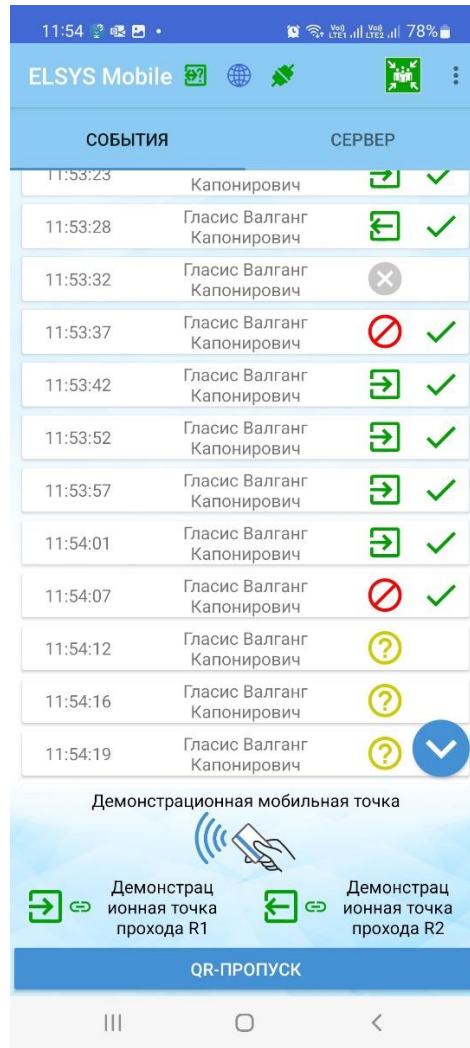 11:54 78%
ELSYS Mobile
СОБЫТИЯ СЕРВЕР
11:53:23 Капонирович
11:53:28 Гласис Валганг
Капонирович
11:53:32 Гласис Валганг
Капонирович
11:53:37 Гласис Валганг
Капонирович
11:53:42 Гласис Валганг
Капонирович
11:53:52 Гласис Валганг
Капонирович
11:53:57 Гласис Валганг
Капонирович
11:54:01 Гласис Валганг
Капонирович
11:54:07 Гласис Валганг
Капонирович
11:54:12 Гласис Валганг
Капонирович
11:54:16 Гласис Валганг
Капонирович
11:54:19 Гласис Валганг
Капонирович
Демонстрационная мобильная точка
Демонстрац
ионная точка
прохода R1
Демонстрац
ионная точка
прохода R2
QR-ПРОПУСК